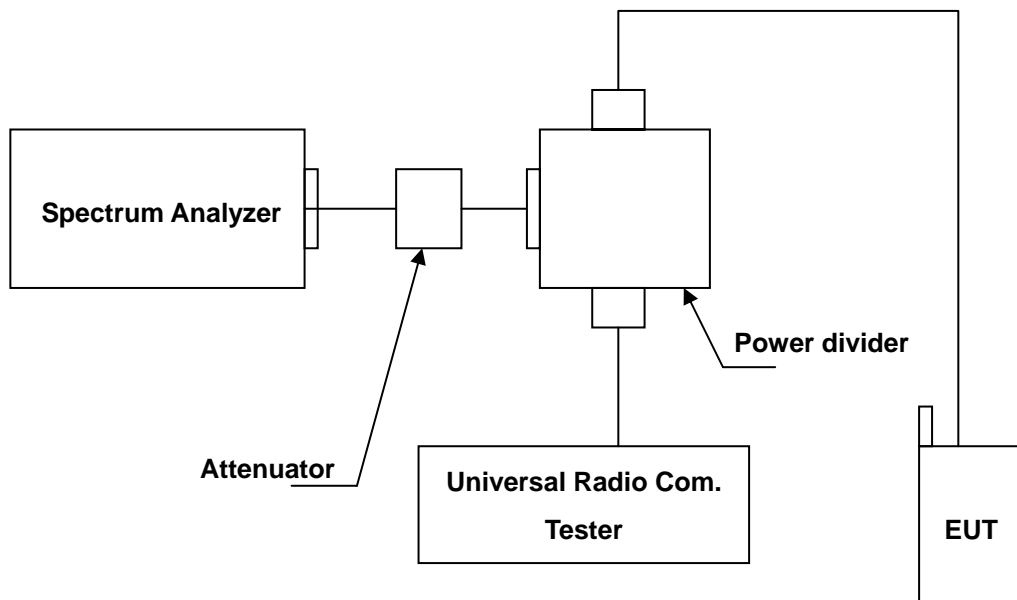 Spectrum Analyzer
Power divider
Attenuator
Universal Radio Com.
Tester
EUT